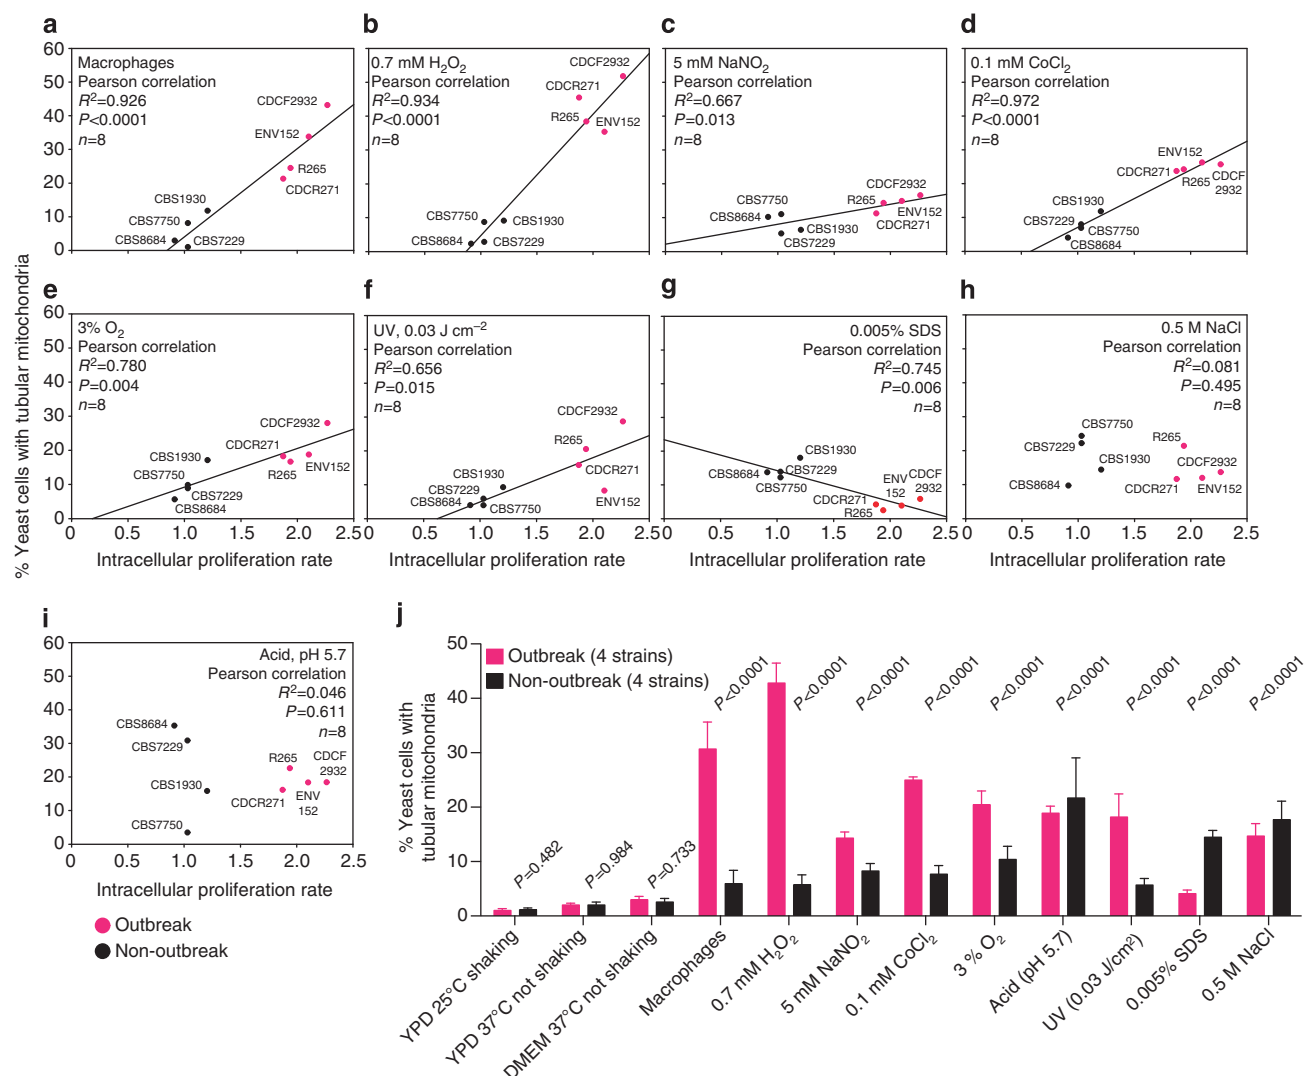 a
Macrophages
Pearson correlation
R²=0.926
P<0.0001
n=8
CDCF2932
ENV152
R265
CDCR271
CBS1930
CBS7750
CBS8684
CBS7229
60
50
40
30
20
10
0
b
0.7 mM H₂O₂
Pearson correlation
R²=0.934
P<0.0001
n=8
CDCF2932
CDCR271
R265
ENV152
CBS7750
CBS1930
CBS8684
CBS7229
c
5 mM NaNO₂
Pearson correlation
R²=0.667
P=0.013
n=8
CDCF2932
CBS7750
R265
CBS8684
ENV152
CDCR271
CBS1930
CBS7229
d
0.1 mM CoCl₂
Pearson correlation
R²=0.972
P<0.0001
n=8
ENV152
CDCR271
R265
CDCF
2932
CBS1930
CBS7229
CBS7750
CBS8684
% Yeast cells with tubular mitochondria
e
3% O₂
Pearson correlation
R²=0.780
P=0.004
n=8
CDCF2932
CDCR271
CBS1930
R265
ENV152
CBS7750
CBS7229
CBS8684
60
50
40
30
20
10
0
0 0.5 1.0 1.5 2.0 2.5
Intracellular proliferation rate
f
UV, 0.03 J cm⁻²
Pearson correlation
R²=0.656
P=0.015
n=8
CDCF2932
R265
CDCR271
CBS1930
CBS7229
CBS8684
CBS7750
ENV152
0 0.5 1.0 1.5 2.0 2.5
Intracellular proliferation rate
g
0.005% SDS
Pearson correlation
R²=0.745
P=0.006
n=8
CBS1930
CBS8684
CBS7229
CBS7750
ENV
152
CDCF
2932
CDCR271
R265
0 0.5 1.0 1.5 2.0 2.5
Intracellular proliferation rate
h
0.5 M NaCl
Pearson correlation
R²=0.081
P=0.495
n=8
CBS7750
CBS7229
R265
CBS1930
CDCF2932
CBS8684
CDCR271
ENV152
0 0.5 1.0 1.5 2.0 2.5
Intracellular proliferation rate
i
Acid, pH 5.7
Pearson correlation
R²=0.046
P=0.611
n=8
CBS8684
CBS7229
R265
CDCF
2932
CBS1930
CDCR271
ENV
152
CBS7750
60
50
40
30
20
10
0
0 0.5 1.0 1.5 2.0 2.5
Intracellular proliferation rate
Outbreak
Non-outbreak
j
% Yeast cells with
tubular mitochondria
50
40
30
20
10
0
Outbreak (4 strains)
Non-outbreak (4 strains)
P=0.482
P=0.984
P=0.733
P<0.0001
P<0.0001
P<0.0001
P<0.0001
P<0.0001
P<0.0001
P<0.0001
P<0.0001
P<0.0001
YPD 25°C shaking
YPD 37°C not shaking
DMEM 37°C not shaking
Macrophages
0.7 mM H₂O₂
5 mM NaNO₂
0.1 mM CoCl₂
3 % O₂
Acid (pH 5.7)
UV (0.03 J/cm²)
0.005% SDS
0.5 M NaCl